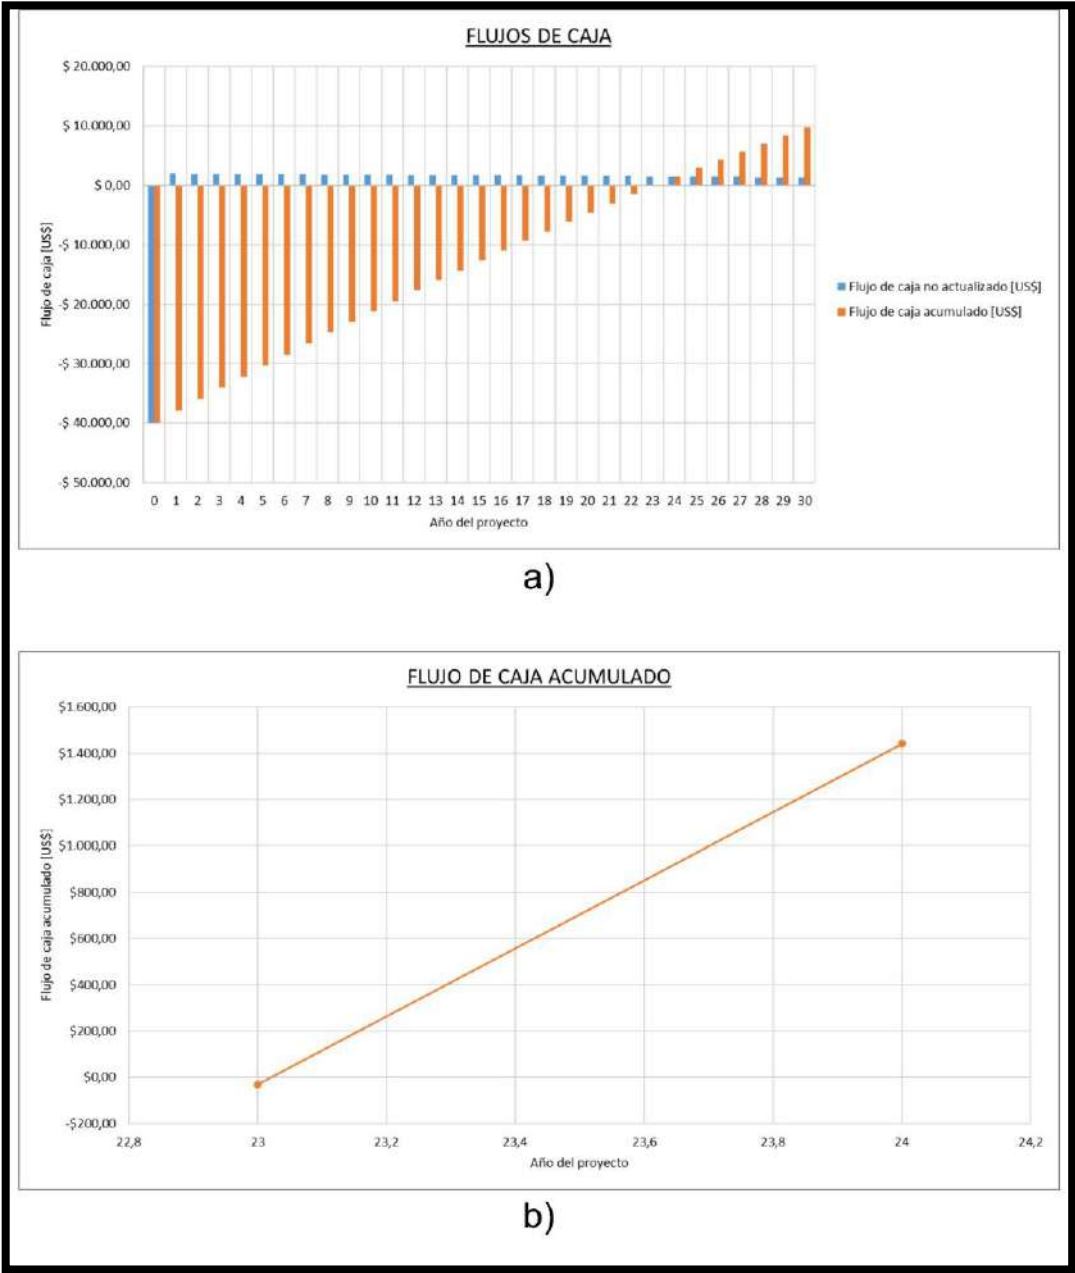 FLUJOS DE CAJA
$ 20.000,00
$ 10.000,00
$ 0,00
-$ 10.000,00
-$ 20.000,00
-$ 30.000,00
-$ 40.000,00
-$ 50.000,00
Flujo de caja [US$]
0 1 2 3 4 5 6 7 8 9 10 11 12 13 14 15 16 17 18 19 20 21 22 23 24 25 26 27 28 29 30
Año del proyecto
Flujo de caja no actualizado [US$]
Flujo de caja acumulado [US$]
a)
FLUJO DE CAJA ACUMULADO
$1.600,00
$1.400,00
$1.200,00
$1.000,00
$800,00
$600,00
$400,00
$200,00
$0,00
-$200,00
Flujo de caja acumulado [US$]
22,8 23 23,2 23,4 23,6 23,8 24 24,2
Año del proyecto
b)